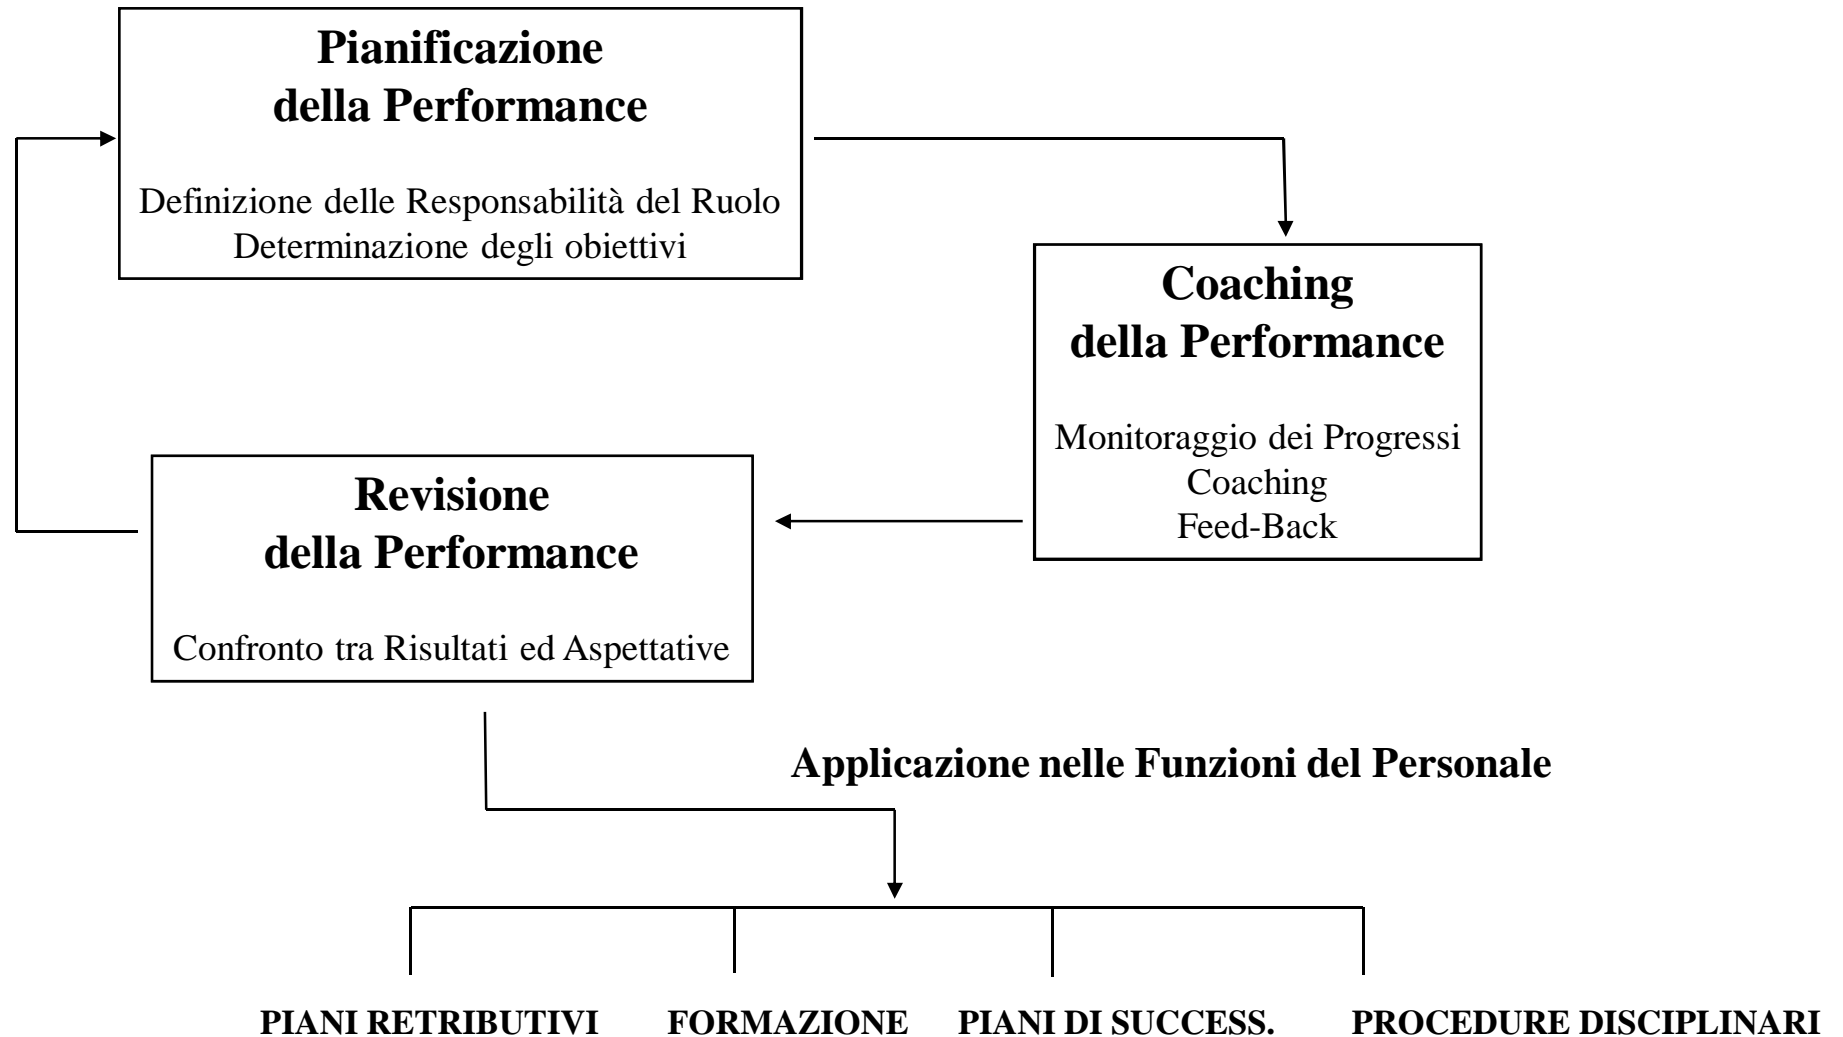 Pianificazione
della Performance
Definizione delle Responsabilità del Ruolo
Determinazione degli obiettivi
Coaching
della Performance
Monitoraggio dei Progressi
Coaching
Feed-Back
Revisione
della Performance
Confronto tra Risultati ed Aspettative
Applicazione nelle Funzioni del Personale
PIANI RETRIBUTIVI
FORMAZIONE
PIANI DI SUCCESS.
PROCEDURE DISCIPLINARI